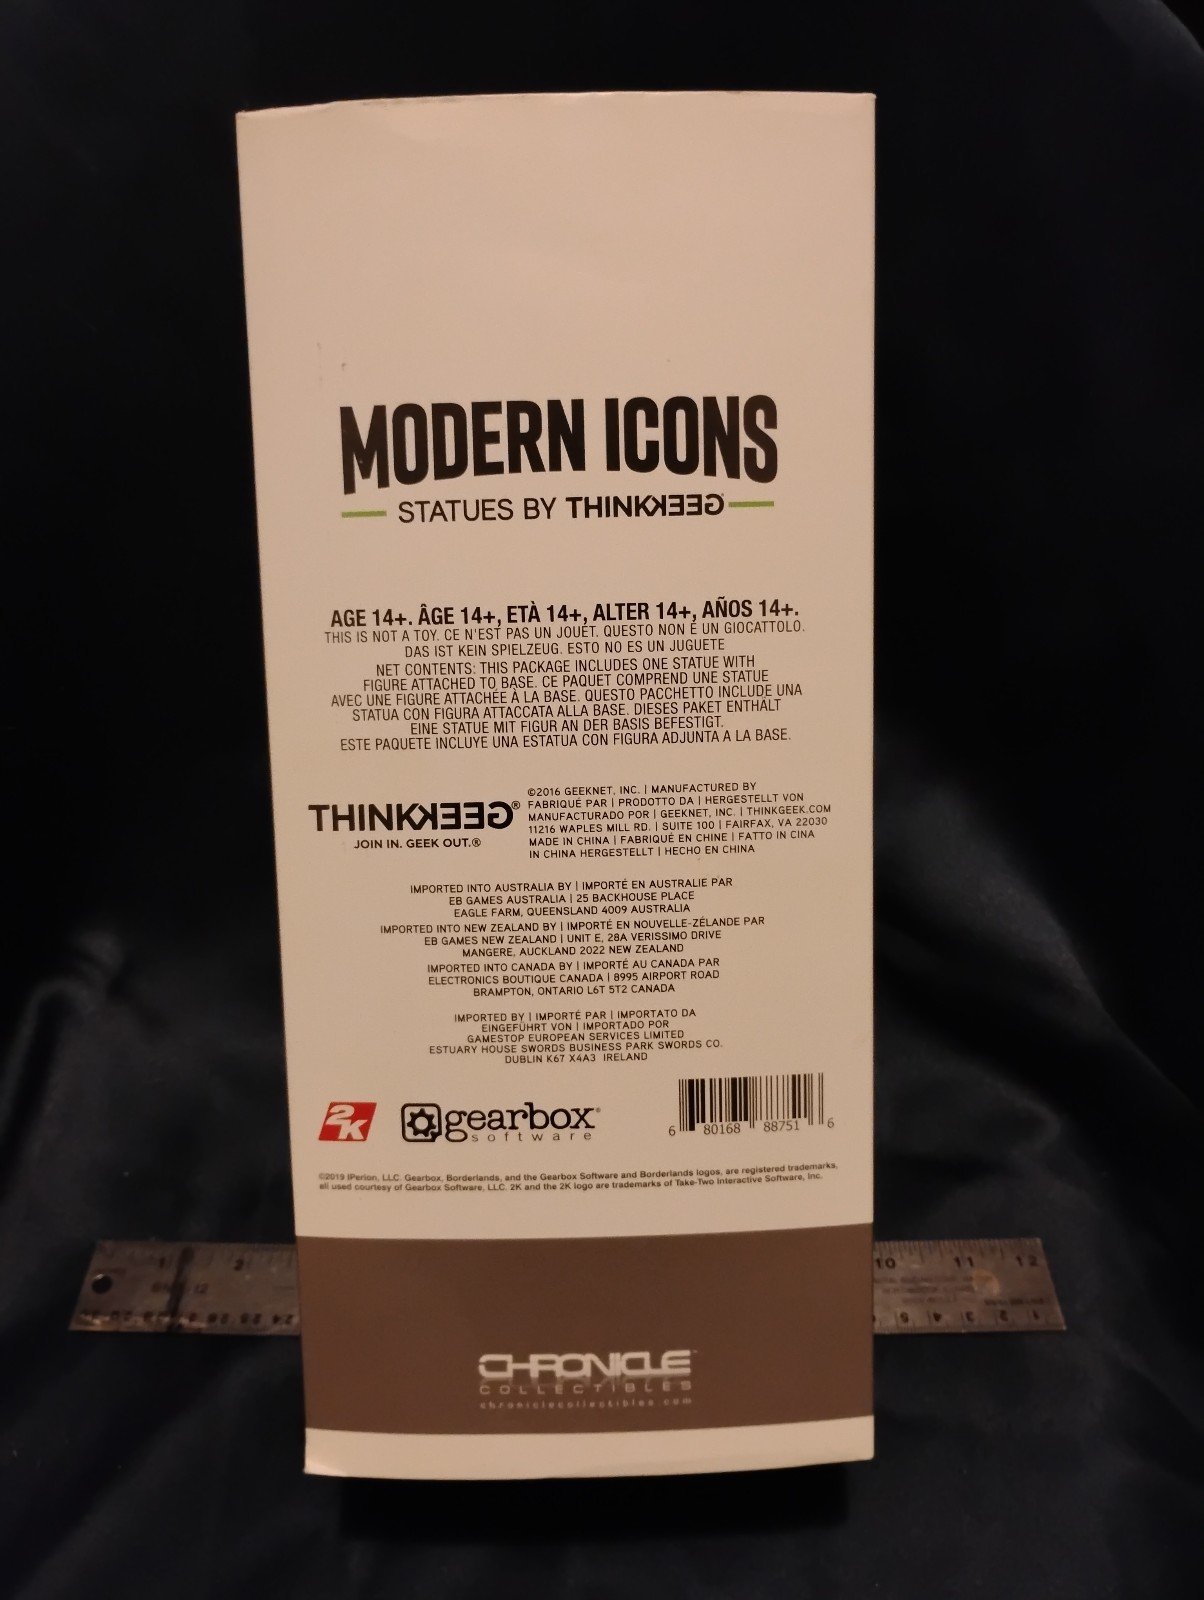 MODERN ICONS
STATUES BY THINKGEEK
AGE 14+. ÂGE 14+, ETÀ 14+, ALTER 14+, AÑOS 14+.
THIS IS NOT A TOY. CE N'EST PAS UN JOUET. QUESTO NON È UN GIOCATTOLO.
DAS IST KEIN SPIELZEUG. ESTO NO ES UN JUGUETE
NET CONTENTS: THIS PACKAGE INCLUDES ONE STATUE WITH
FIGURE ATTACHED TO BASE. CE PAQUET COMPREND UNE STATUE
AVEC UNE FIGURE ATTACHÉE À LA BASE. QUESTO PACCHETTO INCLUDE UNA
STATUA CON FIGURA ATTACCATA ALLA BASE. DIESES PAKET ENTHÄLT
EINE STATUE MIT FIGUR AN DER BASIS BEFESTIGT.
ESTE PAQUETE INCLUYE UNA ESTATUA CON FIGURA ADJUNTA A LA BASE.
THINKGEEK®
JOIN IN. GEEK OUT.®
©2016 GEEKNET, INC. | MANUFACTURED BY
FABRIQUÉ PAR | PRODOTTO DA | HERGESTELLT VON
MANUFACTURADO POR | GEEKNET, INC. | THINKGEEK.COM
11216 WAPLES MILL RD. | SUITE 100 | FAIRFAX, VA 22030
MADE IN CHINA | FABRIQUÉ EN CHINE | FATTO IN CINA
IN CHINA HERGESTELLT | HECHO EN CHINA
IMPORTED INTO AUSTRALIA BY | IMPORTÉ EN AUSTRALIE PAR
EB GAMES AUSTRALIA | 25 BACKHOUSE PLACE
EAGLE FARM, QUEENSLAND 4009 AUSTRALIA
IMPORTED INTO NEW ZEALAND BY | IMPORTÉ EN NOUVELLE-ZÉLANDE PAR
EB GAMES NEW ZEALAND | UNIT E, 28A VERISSIMO DRIVE
MANGERE, AUCKLAND 2022 NEW ZEALAND
IMPORTED INTO CANADA BY | IMPORTÉ AU CANADA PAR
ELECTRONICS BOUTIQUE CANADA | 8995 AIRPORT ROAD
BRAMPTON, ONTARIO L6T 5T2 CANADA
IMPORTED BY | IMPORTÉ PAR | IMPORTATO DA
EINGEFÜHRT VON | IMPORTADO POR
GAMESTOP EUROPEAN SERVICES LIMITED
ESTUARY HOUSE SWORDS BUSINESS PARK SWORDS CO.
DUBLIN K67 X4A3 IRELAND
2K
gearbox
software
6 80168 88751 6
©2019 IPerion, LLC. Gearbox, Borderlands, and the Gearbox Software and Borderlands logos, are registered trademarks,
all used courtesy of Gearbox Software, LLC. 2K and the 2K logo are trademarks of Take-Two Interactive Software, Inc.
1 2 10 11 12
5 4 3 2 1
CHRONICLE
COLLECTIBLES
chroniclecollectibles.com